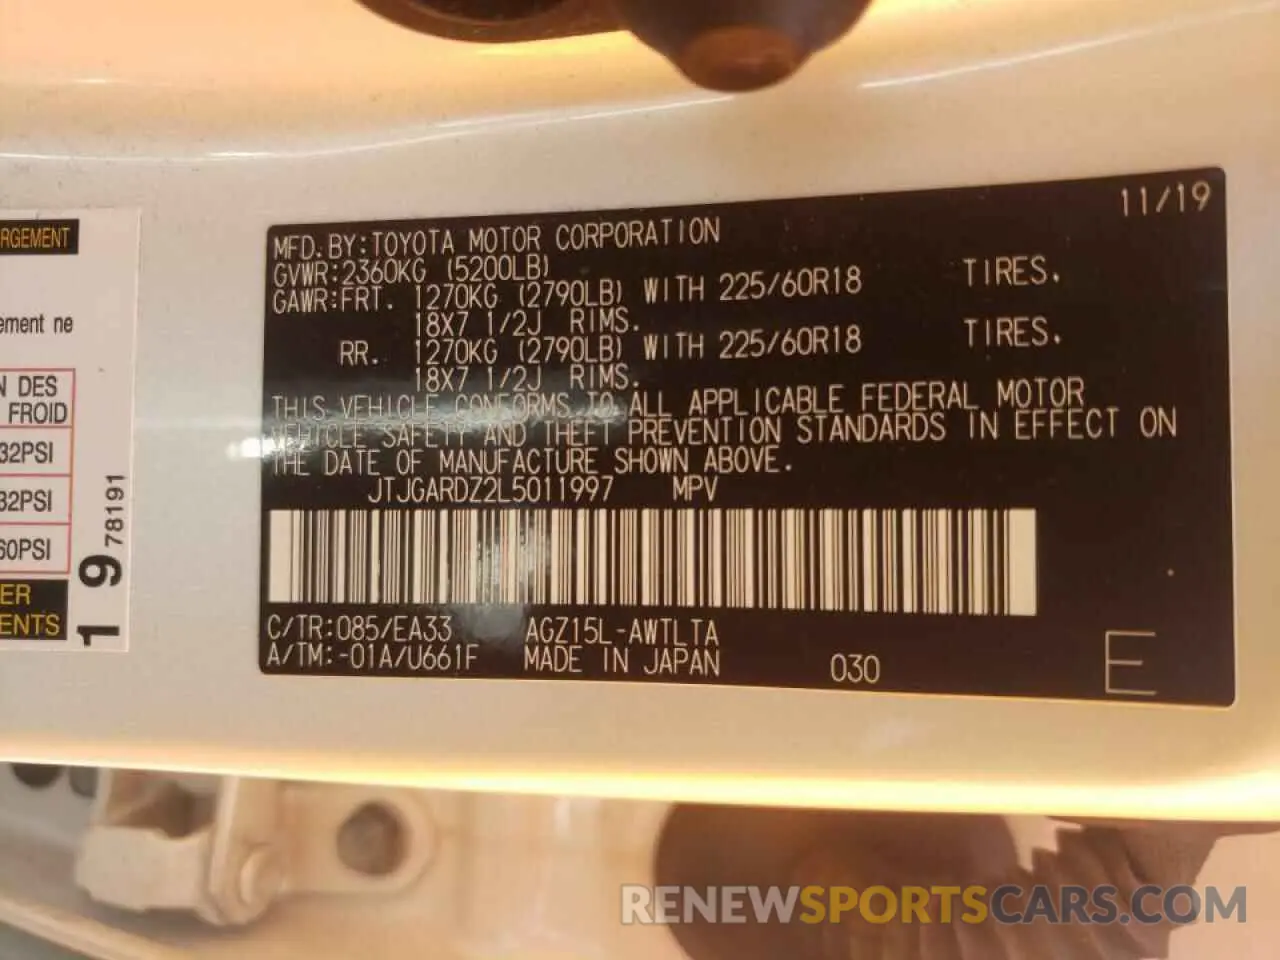 RGEMENT
ement ne
N DES
FROID
32PSI
32PSI
60PSI
ER
ENTS
19 78191
11/19
MFD. BY:TOYOTA MOTOR CORPORATION
GVWR:2360KG (5200LB)
GAWR:FRT. 1270KG (2790LB) WITH 225/60R18 TIRES.
18X7 1/2J RIMS.
RR. 1270KG (2790LB) WITH 225/60R18 TIRES.
18X7 1/2J RIMS.
THIS VEHICLE CONFORMS TO ALL APPLICABLE FEDERAL MOTOR
VEHICLE SAFETY AND THEFT PREVENTION STANDARDS IN EFFECT ON
THE DATE OF MANUFACTURE SHOWN ABOVE.
JTJGARDZ2L5011997 MPV
C/TR:085/EA33 AGZ15L-AWTLTA
A/TM:-01A/U661F MADE IN JAPAN 030 E
RENEWSPORTSCARS.COM